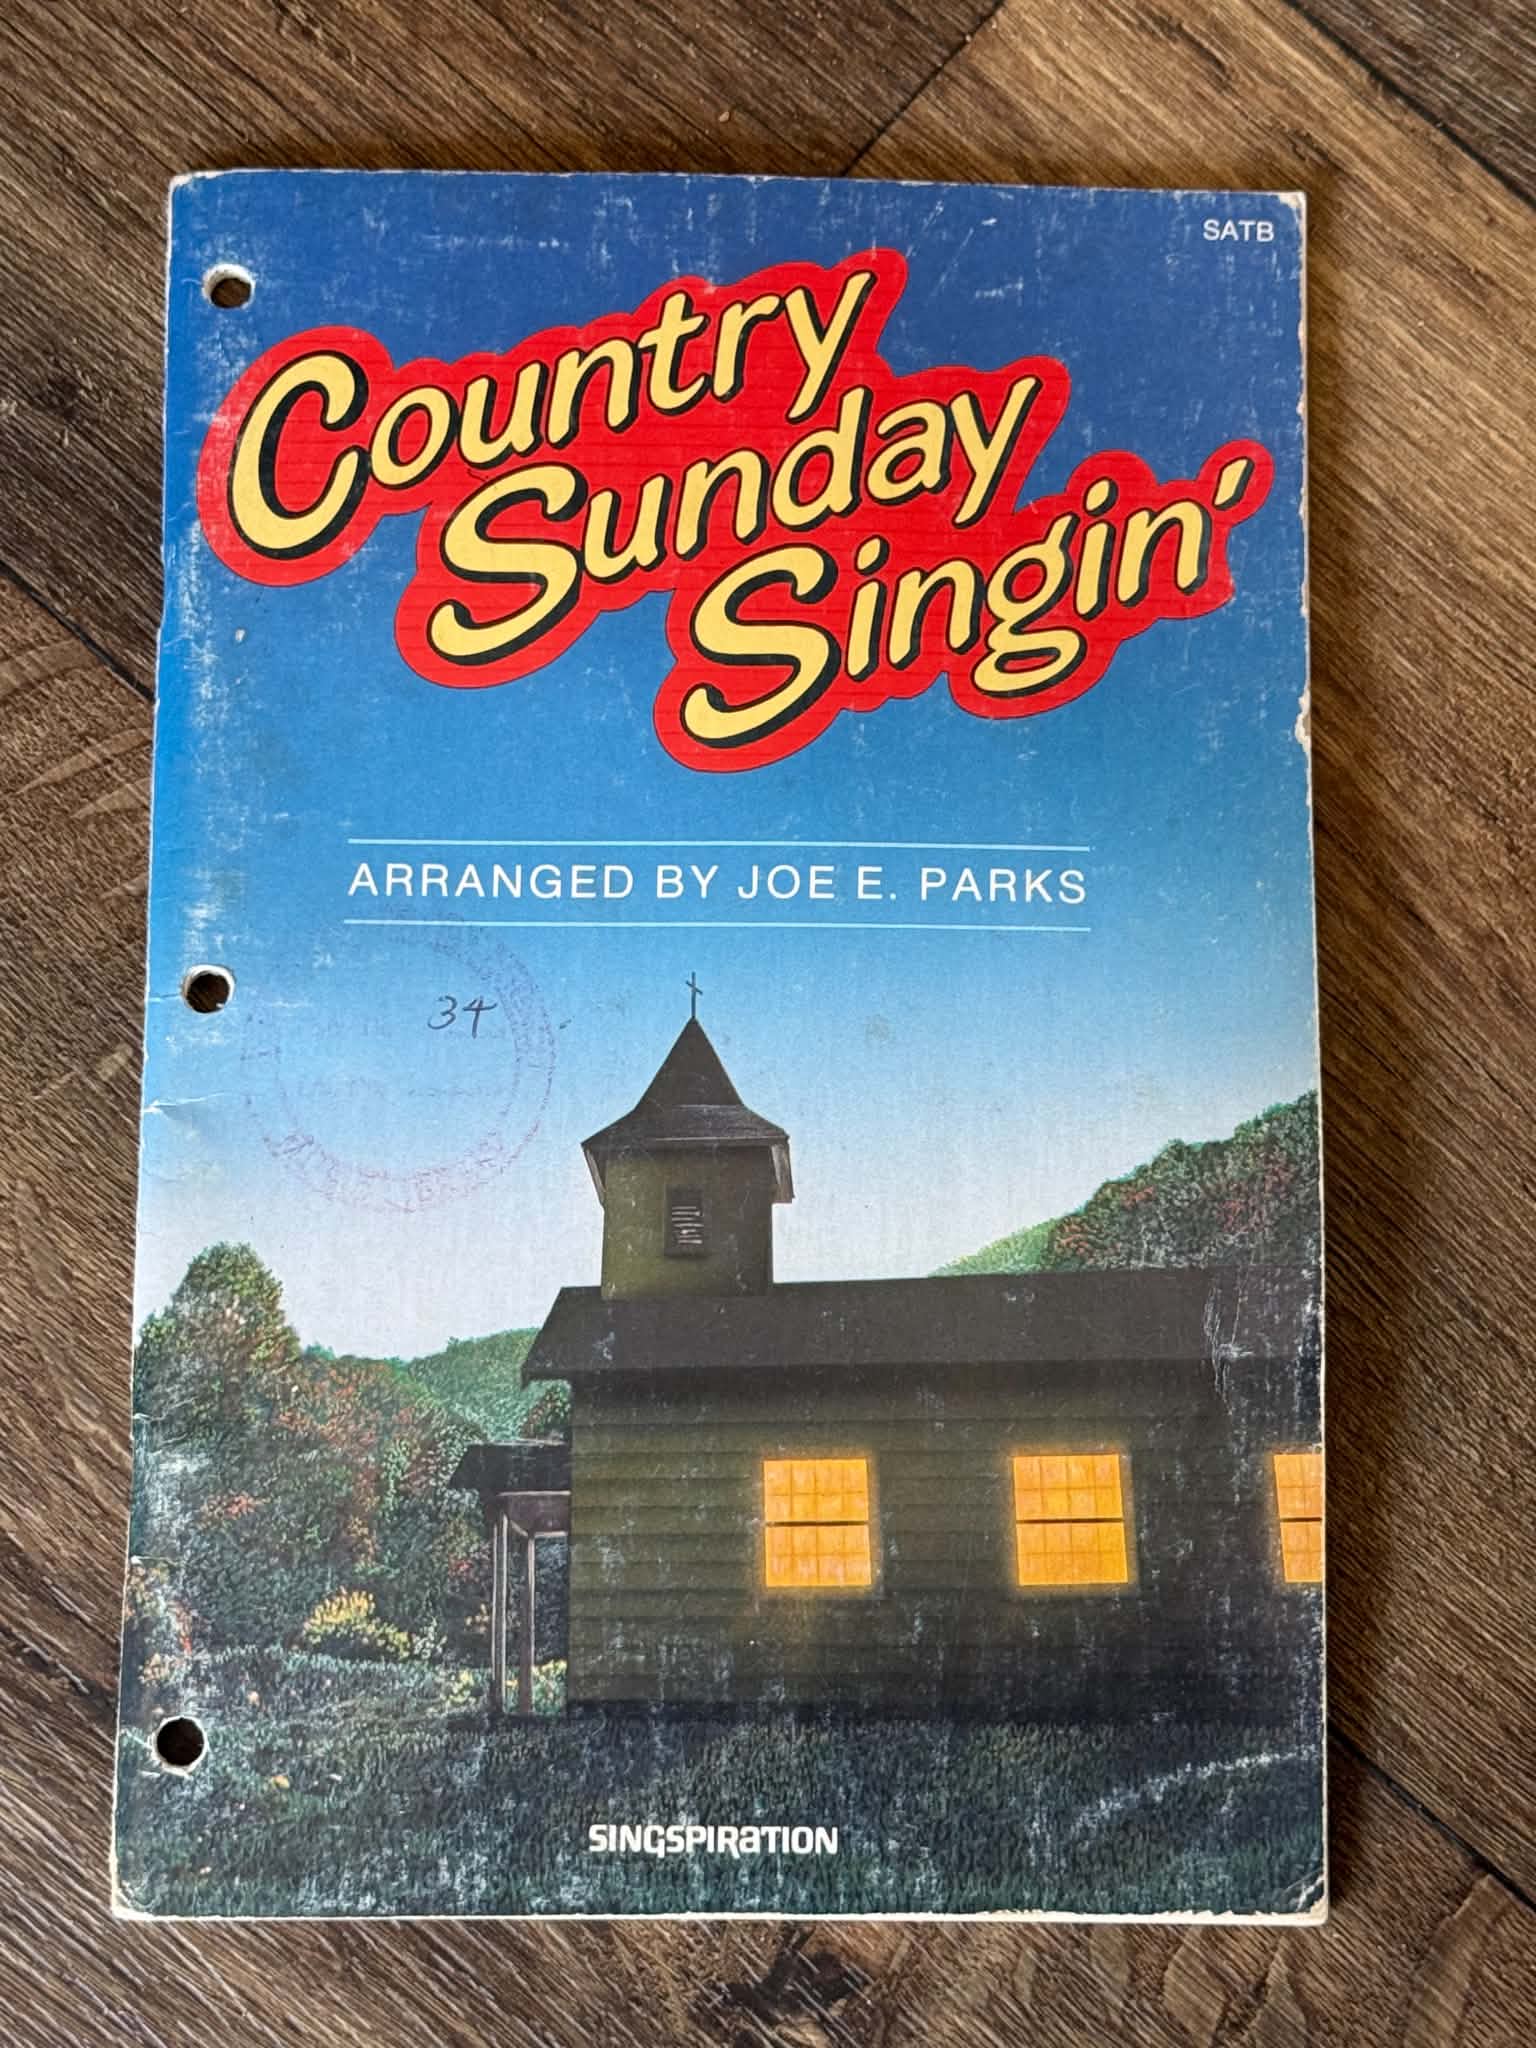 SATB
Country
Sunday
Singin'
ARRANGED BY JOE E. PARKS
34
SINGSPIRATION